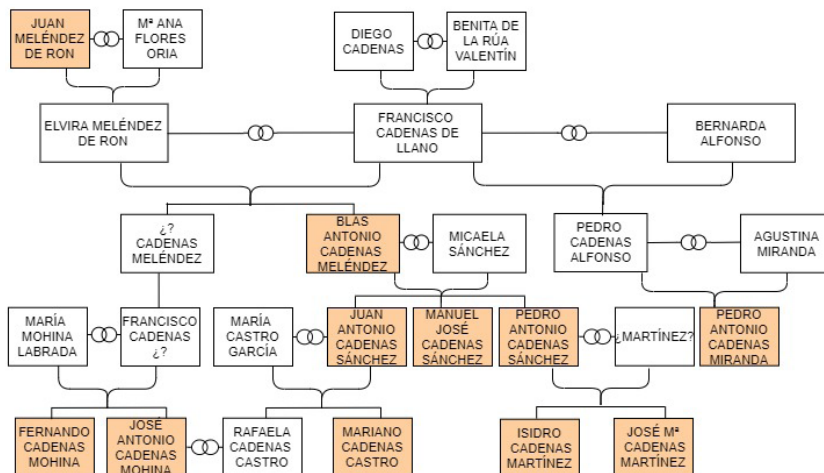 JUAN
MELÉNDEZ
DE RON
Mª ANA
FLORES
ORIA
DIEGO
CADENAS
BENITA DE
LA RÚA
VALENTÍN
ELVIRA MELÉNDEZ
DE RON
FRANCISCO
CADENAS DE
LLANO
BERNARDA
ALFONSO
¿?
CADENAS
MELÉNDEZ
BLAS
ANTONIO
CADENAS
MELÉNDEZ
MICAELA
SÁNCHEZ
PEDRO
CADENAS
ALFONSO
AGUSTINA
MIRANDA
MARÍA
MOHINA
LABRADA
FRANCISCO
CADENAS
¿?
MARÍA
CASTRO
GARCÍA
JUAN
ANTONIO
CADENAS
SÁNCHEZ
MANUEL
JOSÉ
CADENAS
SÁNCHEZ
PEDRO
ANTONIO
CADENAS
SÁNCHEZ
¿MARTÍNEZ?
PEDRO
ANTONIO
CADENAS
MIRANDA
FERNANDO
CADENAS
MOHINA
JOSÉ
ANTONIO
CADENAS
MOHINA
RAFAELA
CADENAS
CASTRO
MARIANO
CADENAS
CASTRO
ISIDRO
CADENAS
MARTÍNEZ
JOSÉ Mª
CADENAS
MARTÍNEZ